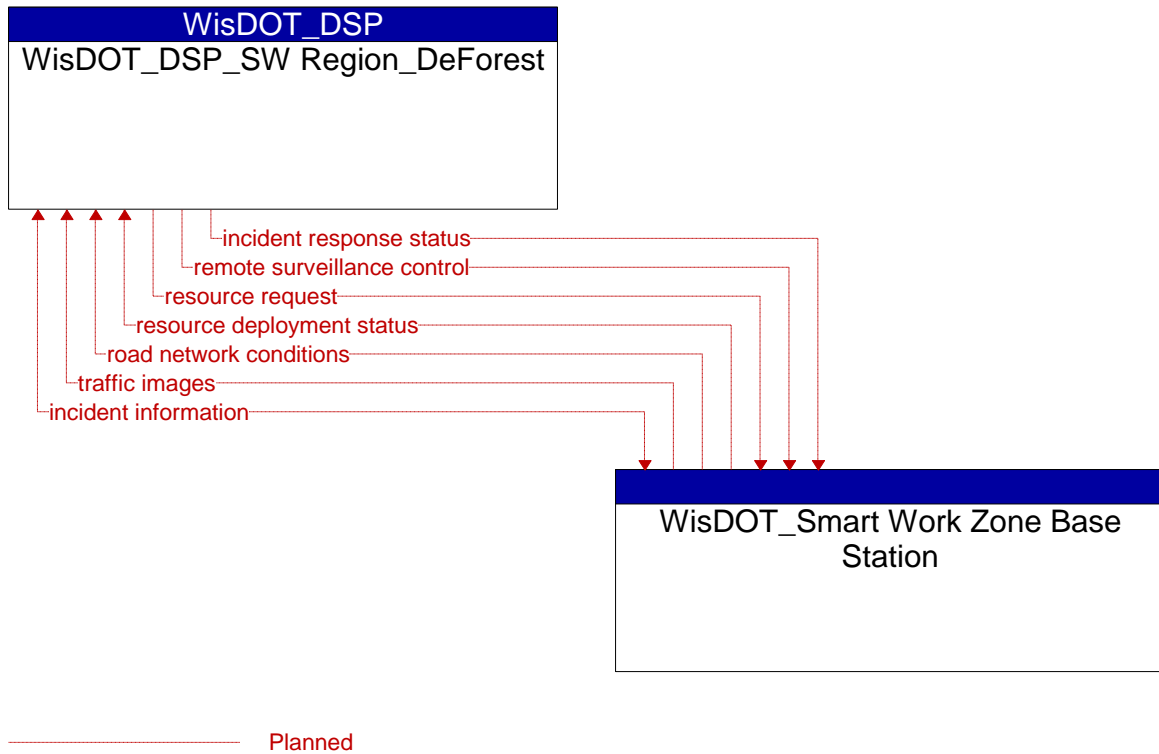 WisDOT_DSP
WisDOT_DSP_SW Region_DeForest
incident response status
remote surveillance control
resource request
resource deployment status
road network conditions
traffic images
incident information
WisDOT_Smart Work Zone Base
Station
Planned